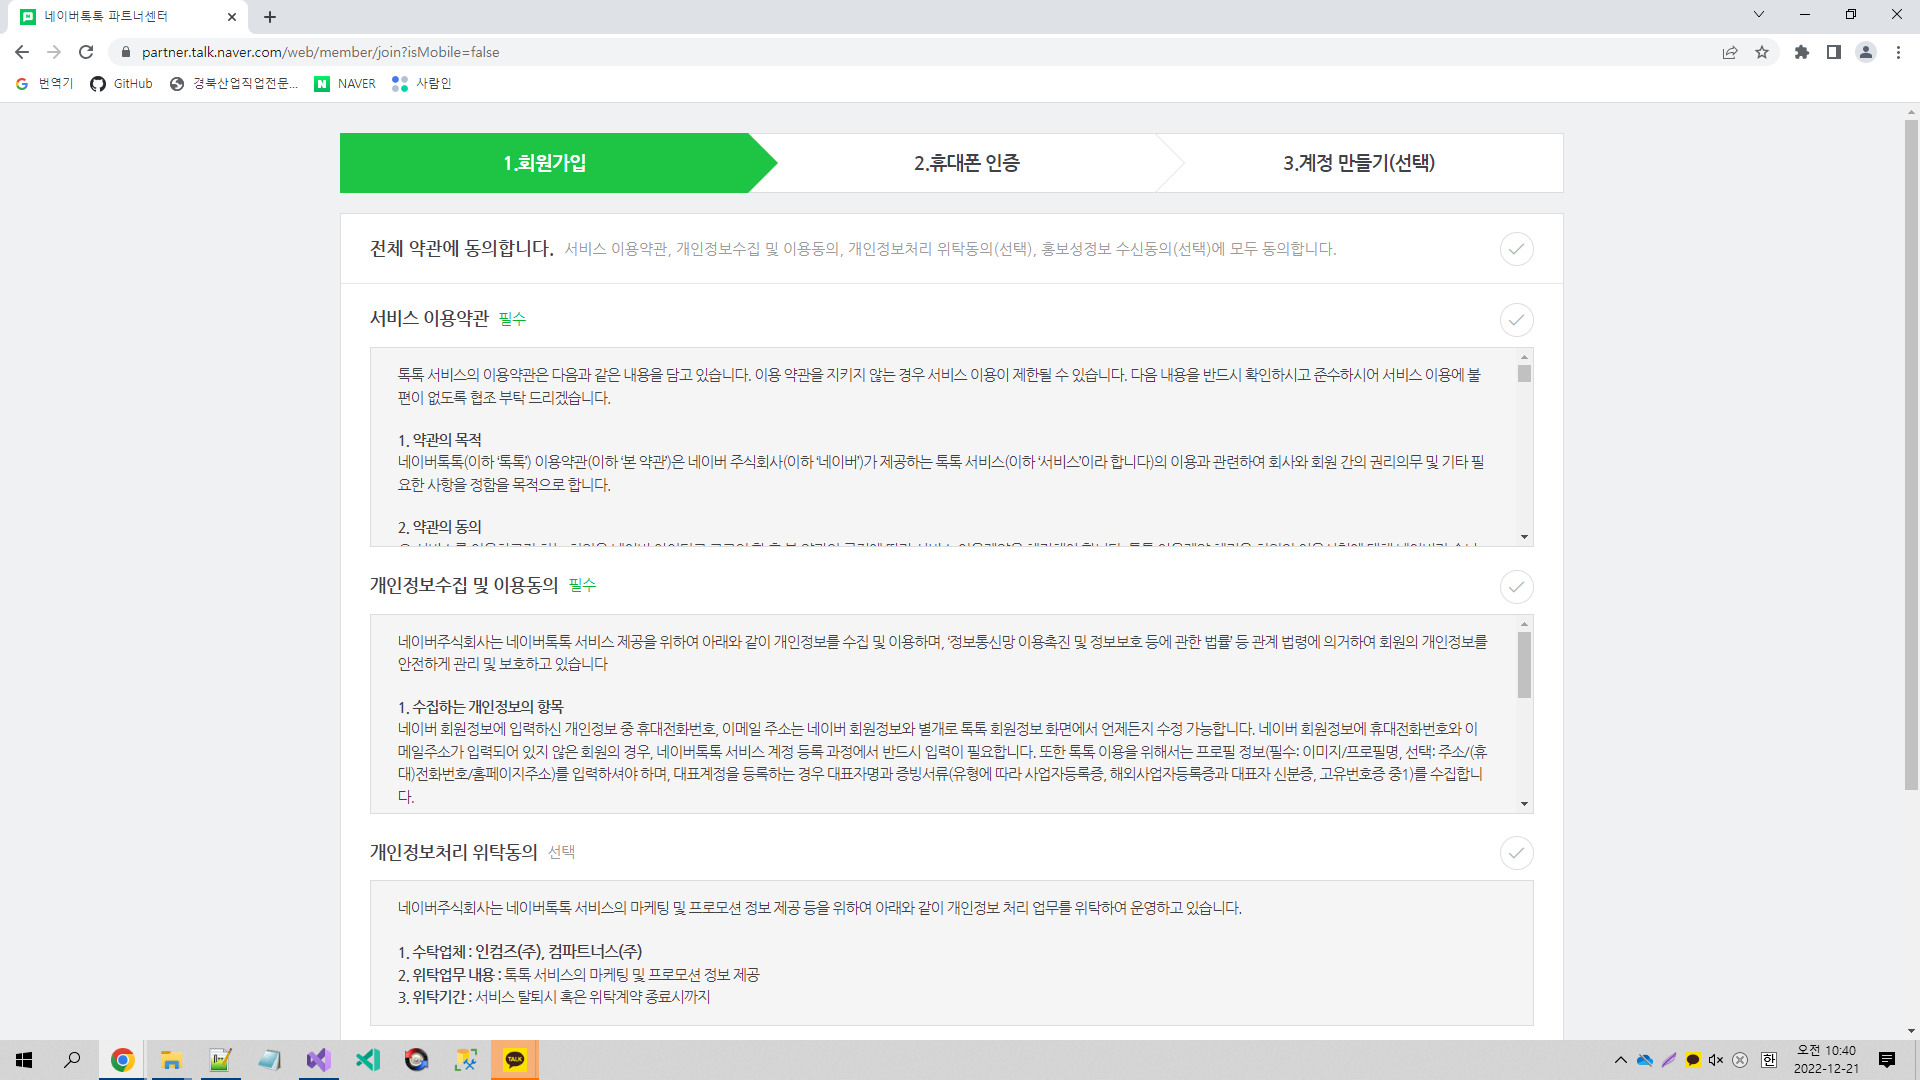 네이버톡톡 파트너센터
partner.talk.naver.com/web/member/join?isMobile=false
번역기 GitHub 경북산업직업전문... NAVER 사람인
1.회원가입 2.휴대폰 인증 3.계정 만들기(선택)
전체 약관에 동의합니다. 서비스 이용약관, 개인정보수집 및 이용동의, 개인정보처리 위탁동의(선택), 홍보성정보 수신동의(선택)에 모두 동의합니다.
서비스 이용약관 필수
톡톡 서비스의 이용약관은 다음과 같은 내용을 담고 있습니다. 이용 약관을 지키지 않는 경우 서비스 이용이 제한될 수 있습니다. 다음 내용을 반드시 확인하시고 준수하시어 서비스 이용에 불
편이 없도록 협조 부탁 드리겠습니다.
1. 약관의 목적
네이버톡톡(이하 ‘톡톡’) 이용약관(이하 ‘본 약관’)은 네이버 주식회사(이하 ‘네이버’)가 제공하는 톡톡 서비스(이하 ‘서비스’이라 합니다)의 이용과 관련하여 회사와 회원 간의 권리의무 및 기타 필
요한 사항을 정함을 목적으로 합니다.
2. 약관의 동의
개인정보수집 및 이용동의 필수
네이버주식회사는 네이버톡톡 서비스 제공을 위하여 아래와 같이 개인정보를 수집 및 이용하며, ‘정보통신망 이용촉진 및 정보보호 등에 관한 법률’ 등 관계 법령에 의거하여 회원의 개인정보를
안전하게 관리 및 보호하고 있습니다
1. 수집하는 개인정보의 항목
네이버 회원정보에 입력하신 개인정보 중 휴대전화번호, 이메일 주소는 네이버 회원정보와 별개로 톡톡 회원정보 화면에서 언제든지 수정 가능합니다. 네이버 회원정보에 휴대전화번호와 이
메일주소가 입력되어 있지 않은 회원의 경우, 네이버톡톡 서비스 계정 등록 과정에서 반드시 입력이 필요합니다. 또한 톡톡 이용을 위해서는 프로필 정보(필수: 이미지/프로필명, 선택: 주소/(휴
대)전화번호/홈페이지주소)를 입력하셔야 하며, 대표계정을 등록하는 경우 대표자명과 증빙서류(유형에 따라 사업자등록증, 해외사업자등록증과 대표자 신분증, 고유번호증 중1)를 수집합니
다.
개인정보처리 위탁동의 선택
네이버주식회사는 네이버톡톡 서비스의 마케팅 및 프로모션 정보 제공 등을 위하여 아래와 같이 개인정보 처리 업무를 위탁하여 운영하고 있습니다.
1. 수탁업체 : 인컴즈(주), 컴파트너스(주)
2. 위탁업무 내용 : 톡톡 서비스의 마케팅 및 프로모션 정보 제공
3. 위탁기간 : 서비스 탈퇴시 혹은 위탁계약 종료시까지
TALK
한
오전 10:40
2022-12-21